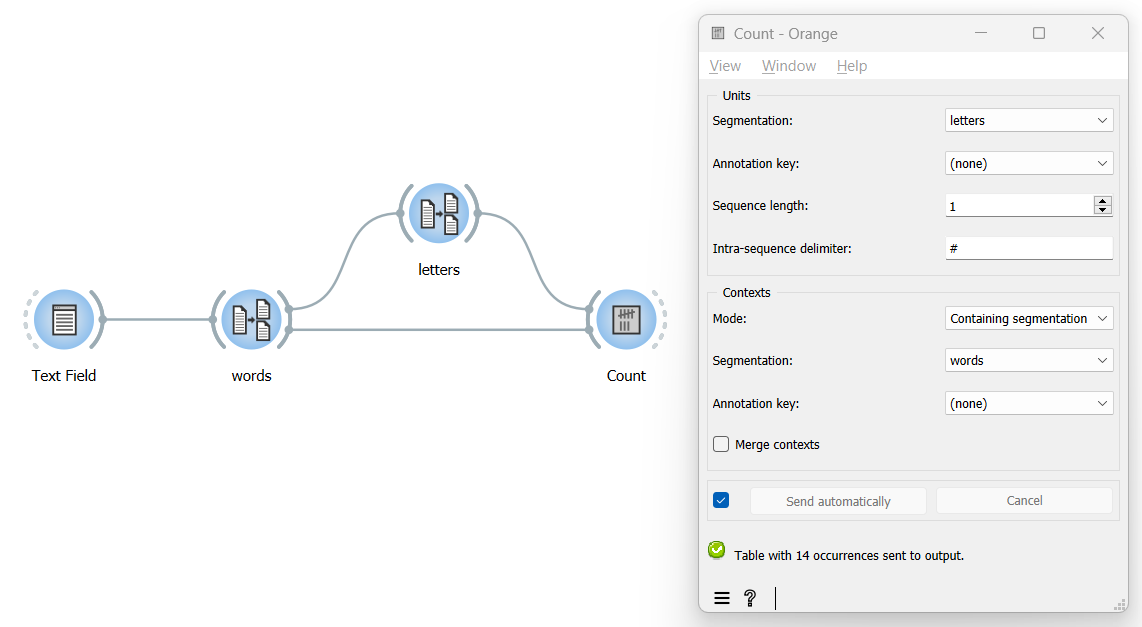 Count - Orange
View Window Help
Units
Segmentation: letters
Annotation key: (none)
Sequence length: 1
Intra-sequence delimiter: #
Contexts
Mode: Containing segmentation
Segmentation: words
Annotation key: (none)
Merge contexts
Send automatically Cancel
Table with 14 occurrences sent to output.
?
letters
Text Field words Count